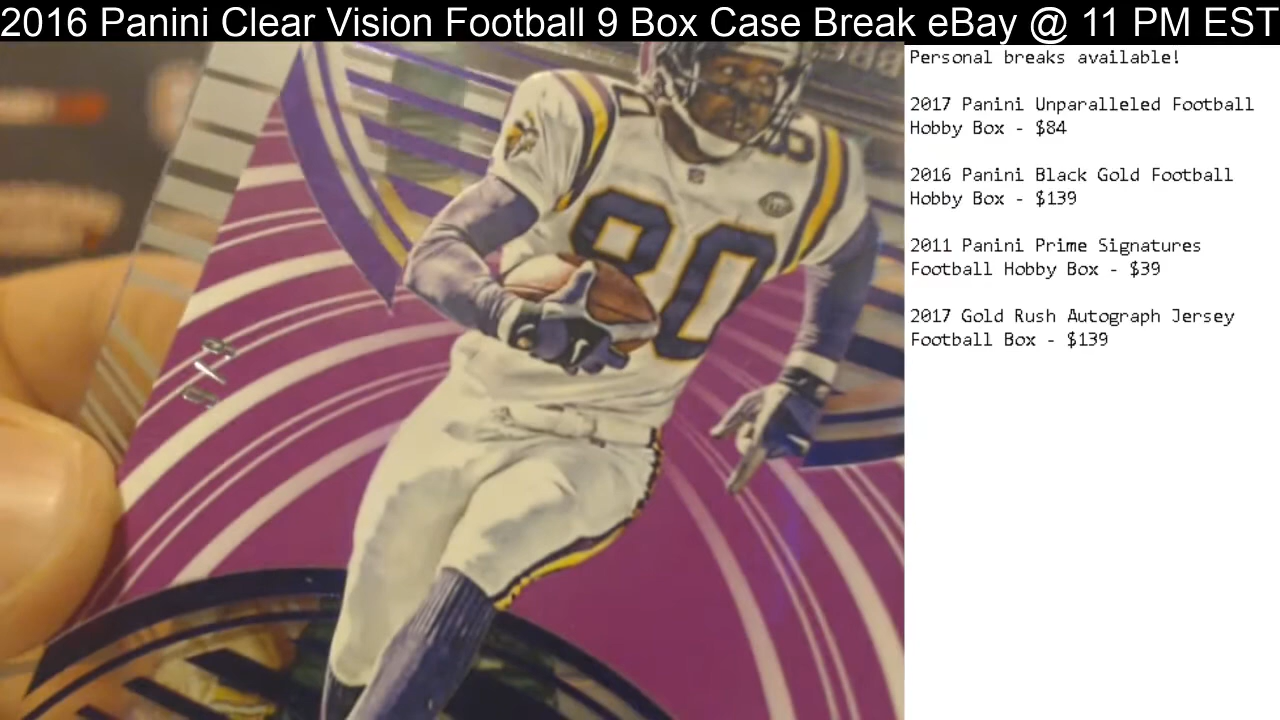 2016 Panini Clear Vision Football 9 Box Case Break eBay @ 11 PM EST
Personal breaks available!
2017 Panini Unparalleled Football
Hobby Box - $84
2016 Panini Black Gold Football
Hobby Box - $139
2011 Panini Prime Signatures
Football Hobby Box - $39
2017 Gold Rush Autograph Jersey
Football Box - $139
80
80